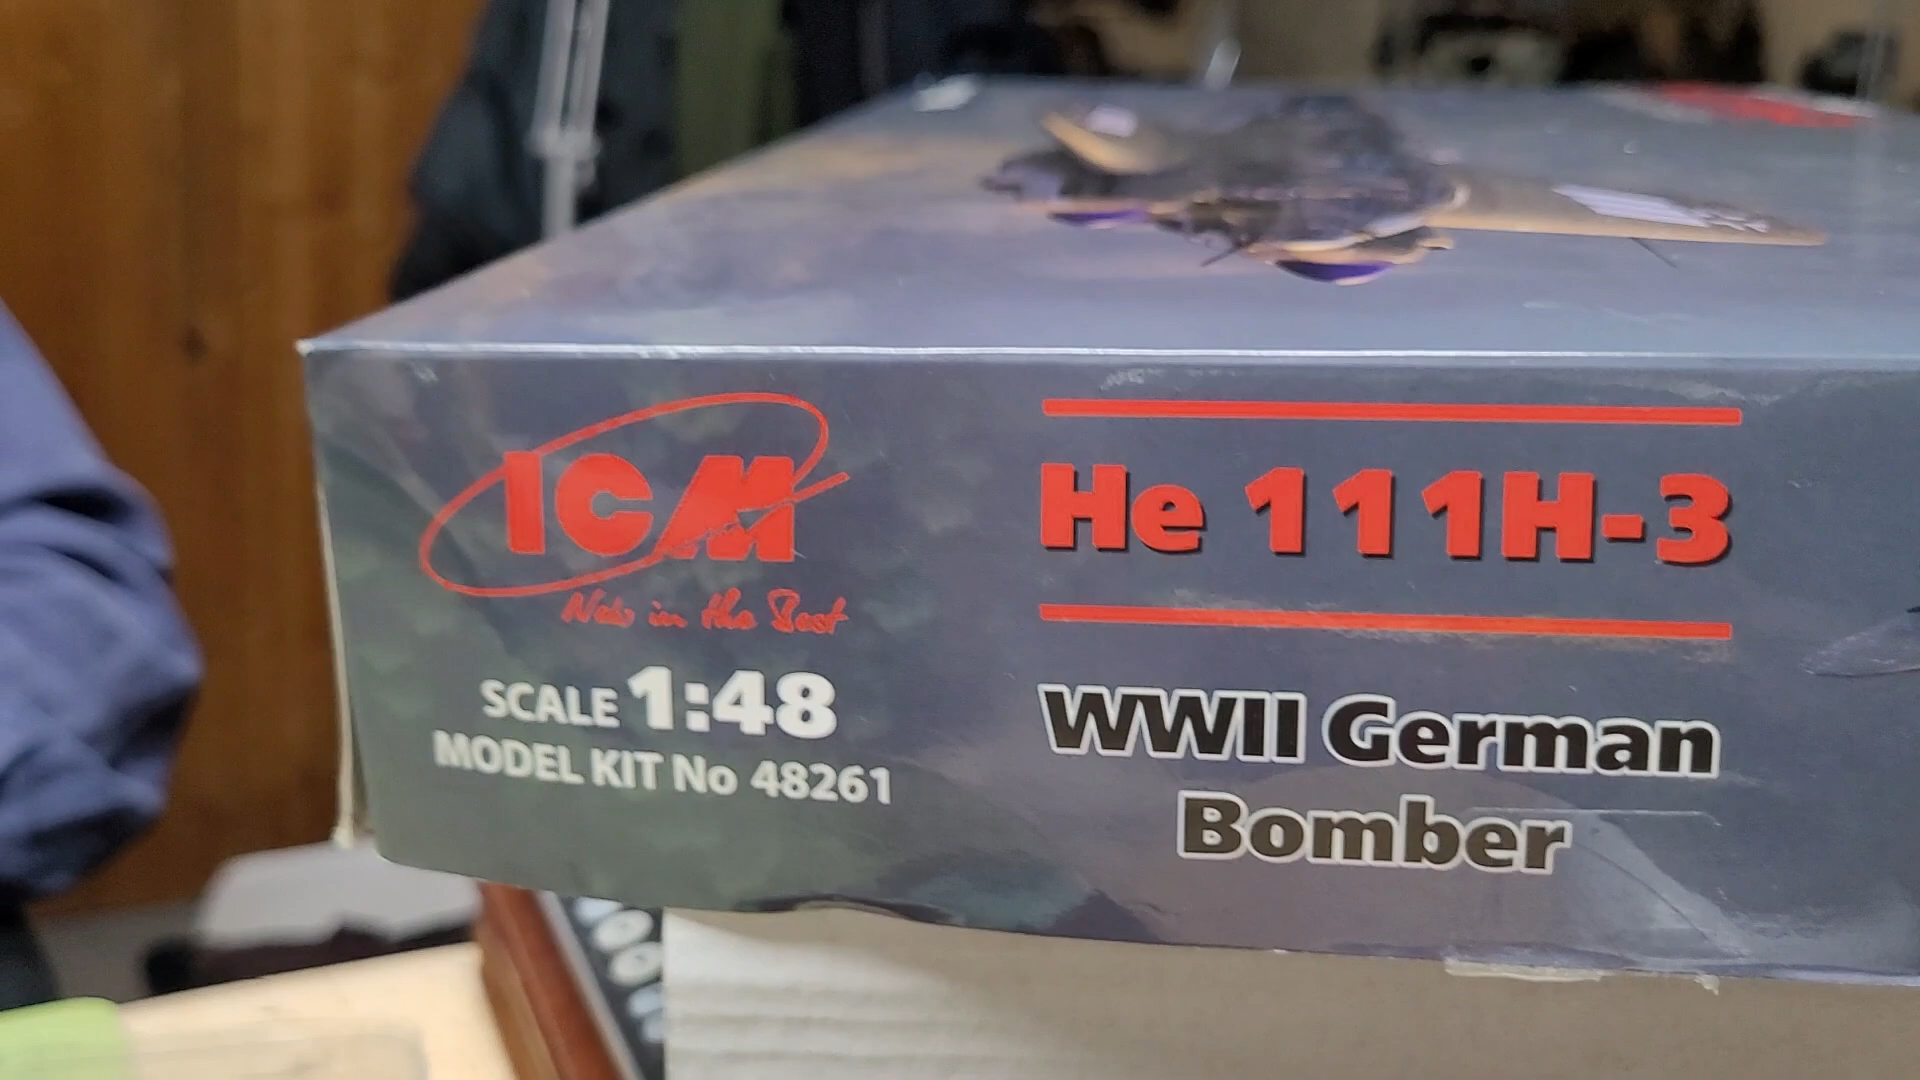 ICM
New in the Best
SCALE 1:48
MODEL KIT No 48261
He 111H-3
WWII German
Bomber